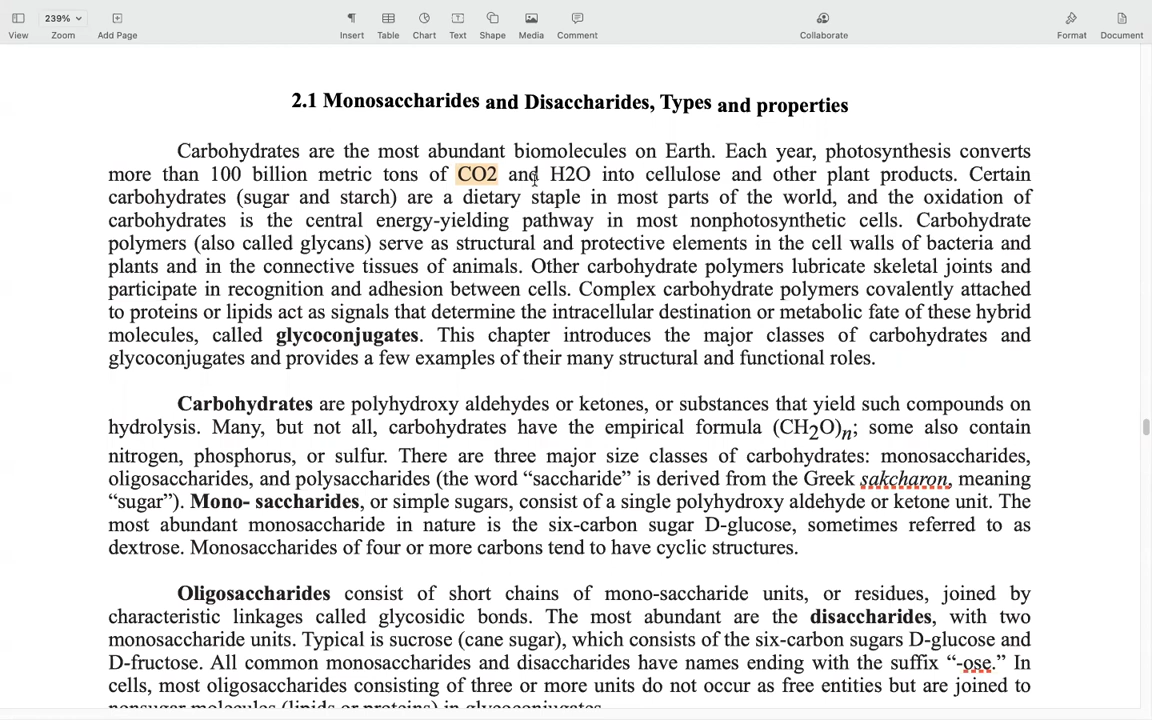 239%
View
Zoom
Add Page
Insert
Table
Chart
Text
Shape
Media
Comment
Collaborate
Format
Document
2.1 Monosaccharides and Disaccharides, Types and properties
Carbohydrates are the most abundant biomolecules on Earth. Each year, photosynthesis converts
more than 100 billion metric tons of CO2 and H2O into cellulose and other plant products. Certain
carbohydrates (sugar and starch) are a dietary staple in most parts of the world, and the oxidation of
carbohydrates is the central energy-yielding pathway in most nonphotosynthetic cells. Carbohydrate
polymers (also called glycans) serve as structural and protective elements in the cell walls of bacteria and
plants and in the connective tissues of animals. Other carbohydrate polymers lubricate skeletal joints and
participate in recognition and adhesion between cells. Complex carbohydrate polymers covalently attached
to proteins or lipids act as signals that determine the intracellular destination or metabolic fate of these hybrid
molecules, called glycoconjugates. This chapter introduces the major classes of carbohydrates and
glycoconjugates and provides a few examples of their many structural and functional roles.
Carbohydrates are polyhydroxy aldehydes or ketones, or substances that yield such compounds on
hydrolysis. Many, but not all, carbohydrates have the empirical formula (CH2O)n; some also contain
nitrogen, phosphorus, or sulfur. There are three major size classes of carbohydrates: monosaccharides,
oligosaccharides, and polysaccharides (the word “saccharide” is derived from the Greek sakcharon, meaning
“sugar”). Mono- saccharides, or simple sugars, consist of a single polyhydroxy aldehyde or ketone unit. The
most abundant monosaccharide in nature is the six-carbon sugar D-glucose, sometimes referred to as
dextrose. Monosaccharides of four or more carbons tend to have cyclic structures.
Oligosaccharides consist of short chains of mono-saccharide units, or residues, joined by
characteristic linkages called glycosidic bonds. The most abundant are the disaccharides, with two
monosaccharide units. Typical is sucrose (cane sugar), which consists of the six-carbon sugars D-glucose and
D-fructose. All common monosaccharides and disaccharides have names ending with the suffix “-ose.” In
cells, most oligosaccharides consisting of three or more units do not occur as free entities but are joined to
nonsugar molecules (lipids or proteins) in glycoconjugates.